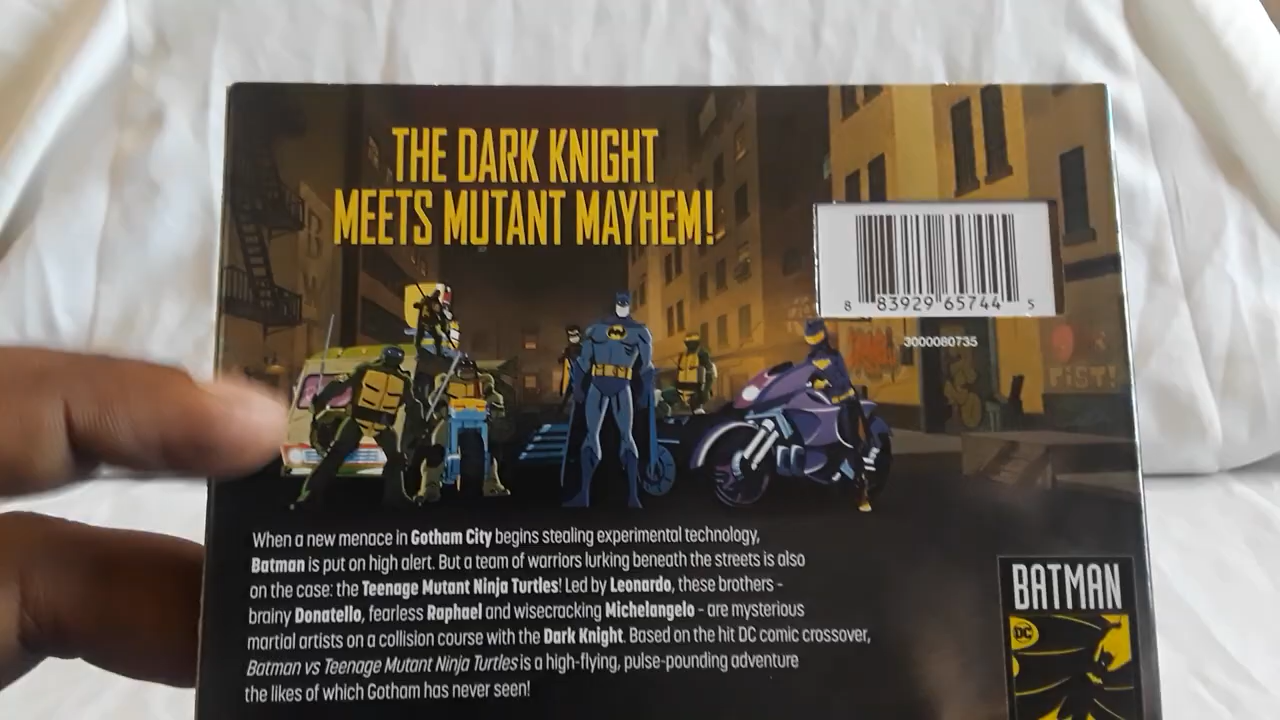 THE DARK KNIGHT
MEETS MUTANT MAYHEM!
8 83929 65744 5
3000080735
FIST!
When a new menace in Gotham City begins stealing experimental technology,
Batman is put on high alert. But a team of warriors lurking beneath the streets is also
on the case: the Teenage Mutant Ninja Turtles! Led by Leonardo, these brothers -
brainy Donatello, fearless Raphael and wisecracking Michelangelo - are mysterious
martial artists on a collision course with the Dark Knight. Based on the hit DC comic crossover,
Batman vs Teenage Mutant Ninja Turtles is a high-flying, pulse-pounding adventure
the likes of which Gotham has never seen!
BATMAN
DC